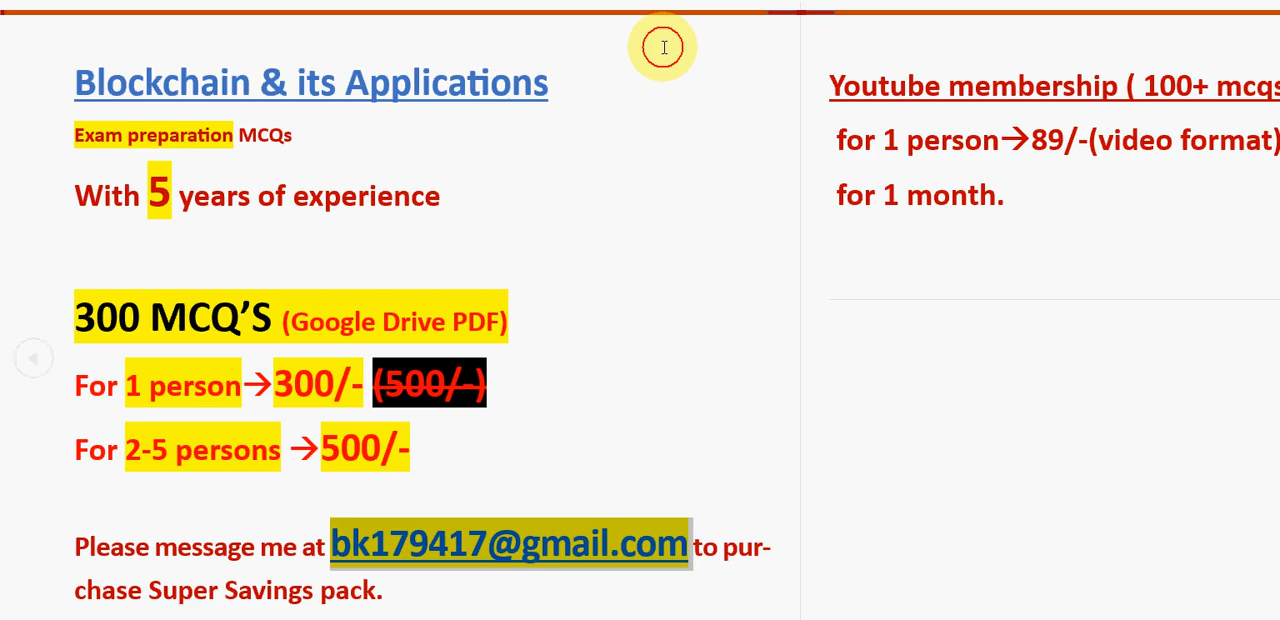 Blockchain & its Applications
Exam preparation MCQs
With 5 years of experience
300 MCQ'S (Google Drive PDF)
For 1 person→300/- (500/-)
For 2-5 persons →500/-
Please message me at bk179417@gmail.com to pur-
chase Super Savings pack.
Youtube membership ( 100+ mcqs
for 1 person→89/-(video format)
for 1 month.